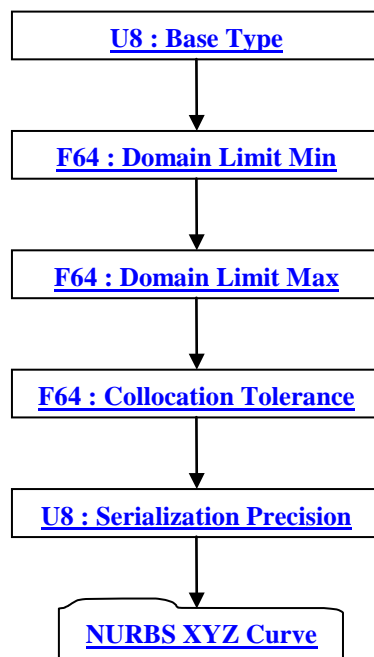 U8 : Base Type
F64 : Domain Limit Min
F64 : Domain Limit Max
F64 : Collocation Tolerance
U8 : Serialization Precision
NURBS XYZ Curve